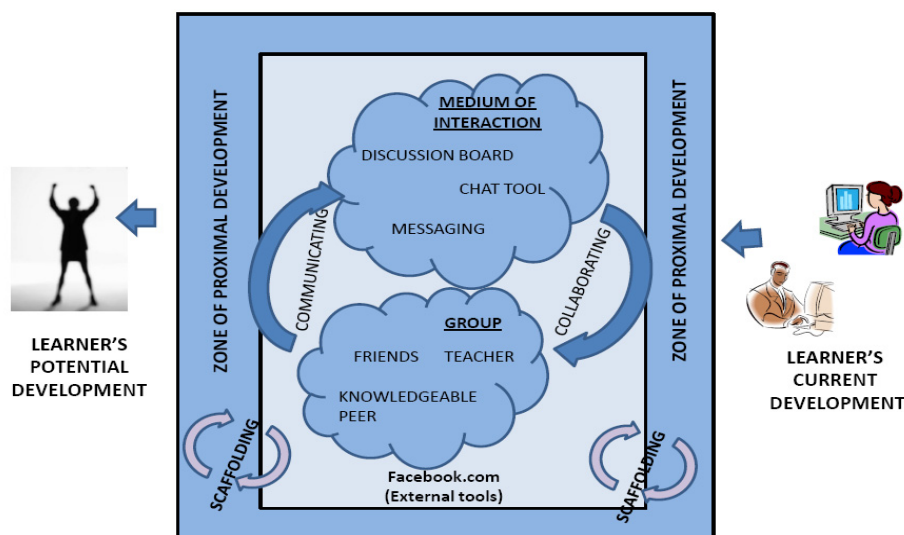 ZONE OF PROXIMAL DEVELOPMENT
MEDIUM OF
INTERACTION
DISCUSSION BOARD
CHAT TOOL
MESSAGING
COMMUNICATING
COLLABORATING
ZONE OF PROXIMAL DEVELOPMENT
GROUP
FRIENDS TEACHER
KNOWLEDGEABLE
PEER
LEARNER'S
POTENTIAL
DEVELOPMENT
LEARNER'S
CURRENT
DEVELOPMENT
SCAFFOLDING
SCAFFOLDING
Facebook.com
(External tools)